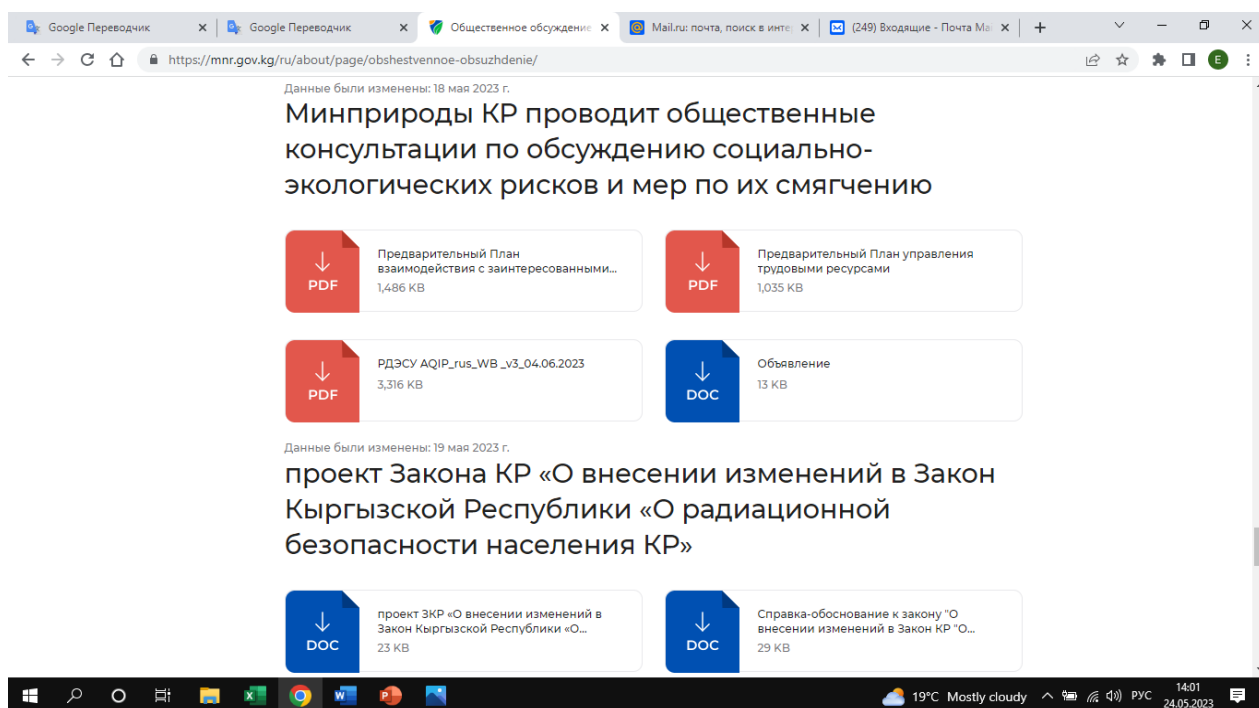 Google Переводчик
Google Переводчик
Общественное обсуждение
Mail.ru: почта, поиск в инте
(249) Входящие - Почта Ma
https://mnr.gov.kg/ru/about/page/obshestvennoe-obsuzhdenie/
E
Данные были изменены: 18 мая 2023 г.
Минприроды КР проводит общественные
консультации по обсуждению социально-
экологических рисков и мер по их смягчению
PDF
Предварительный План
взаимодействия с заинтересованными...
1,486 KB
PDF
Предварительный План управления
трудовыми ресурсами
1,035 KB
PDF
РДЭСУ AQIP_rus_WB _v3_04.06.2023
3,316 KB
DOC
Объявление
13 KB
Данные были изменены: 19 мая 2023 г.
проект Закона КР «О внесении изменений в Закон
Кыргызской Республики «О радиационной
безопасности населения КР»
DOC
проект ЗКР «О внесении изменений в
Закон Кыргызской Республики «О...
23 KB
DOC
Справка-обоснование к закону "О
внесении изменений в Закон КР "О...
29 KB
19°C Mostly cloudy
РУС
14:01
24.05.2023